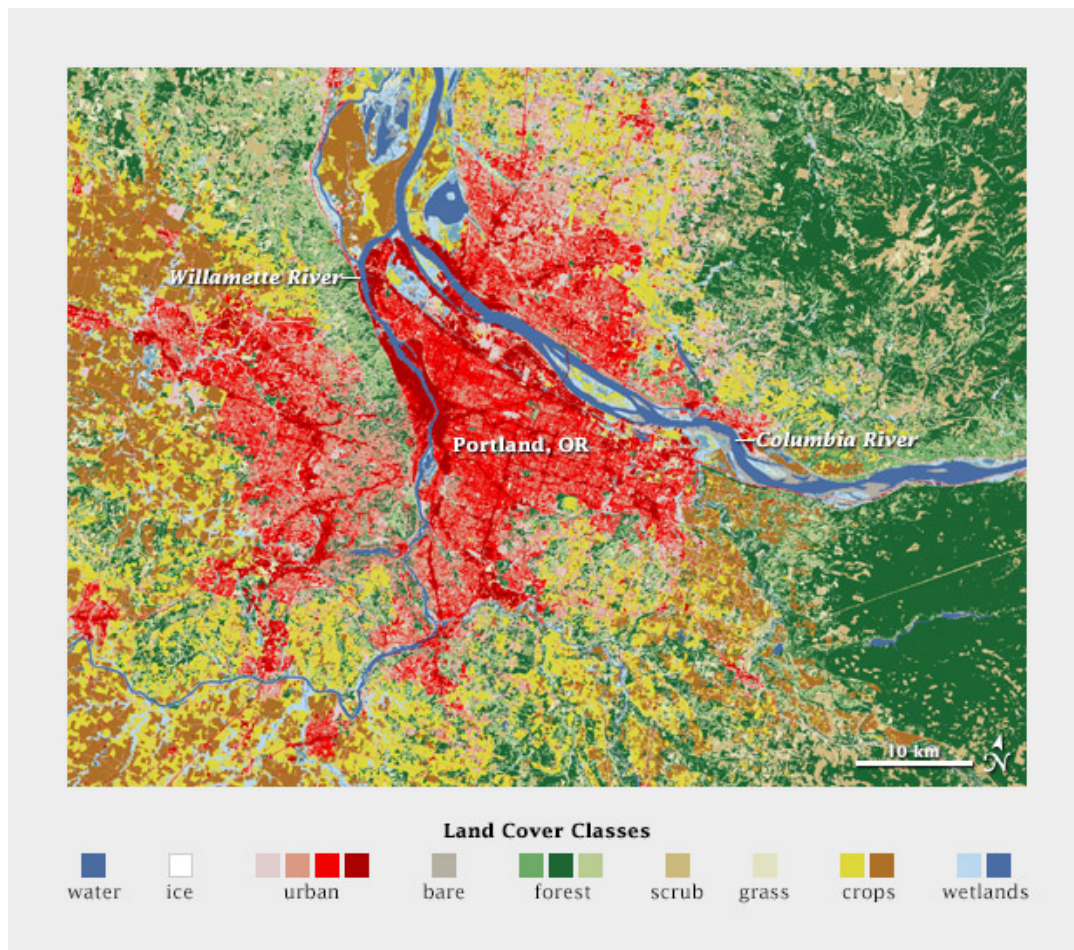 Willamette River
Portland, OR
Columbia River
10 km
N
Land Cover Classes
water ice urban bare forest scrub grass crops wetlands